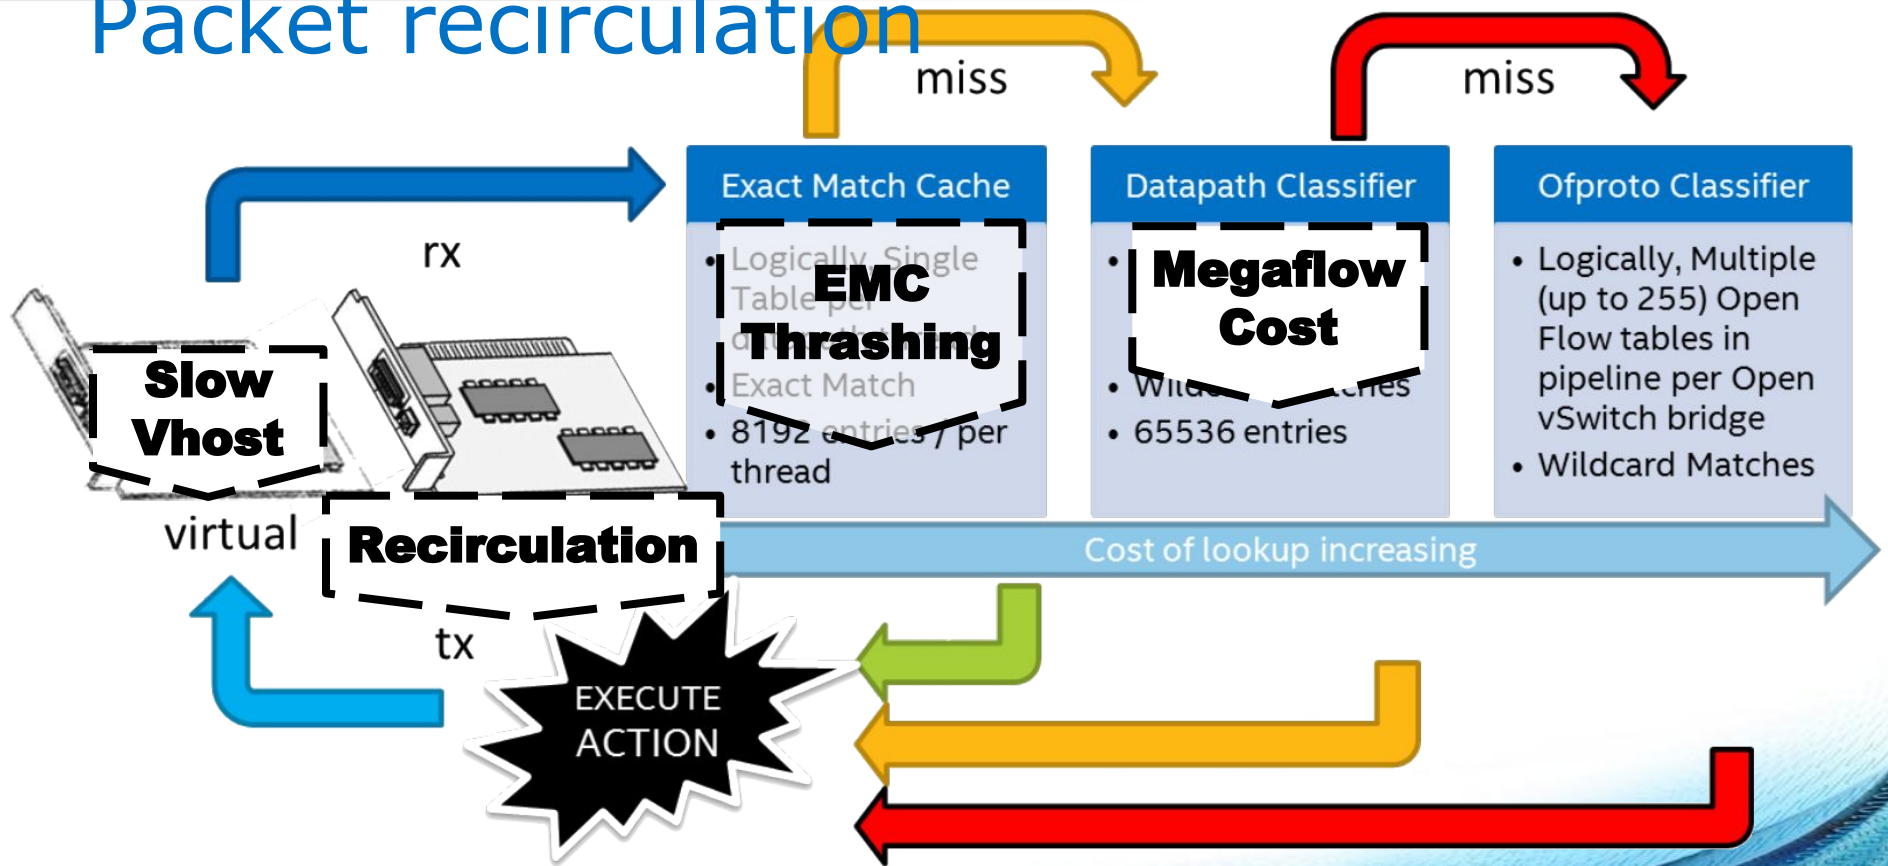 Packet recirculation
miss
miss
rx
Exact Match Cache
• Logically, Single
Table per
• Exact Match
• 8192 entries / per
thread
EMC
Thrashing
Datapath Classifier
•
• 65536 entries
Megaflow
Cost
Ofproto Classifier
• Logically, Multiple
(up to 255) Open
Flow tables in
pipeline per Open
vSwitch bridge
• Wildcard Matches
Slow
Vhost
virtual
Recirculation
Cost of lookup increasing
tx
EXECUTE
ACTION